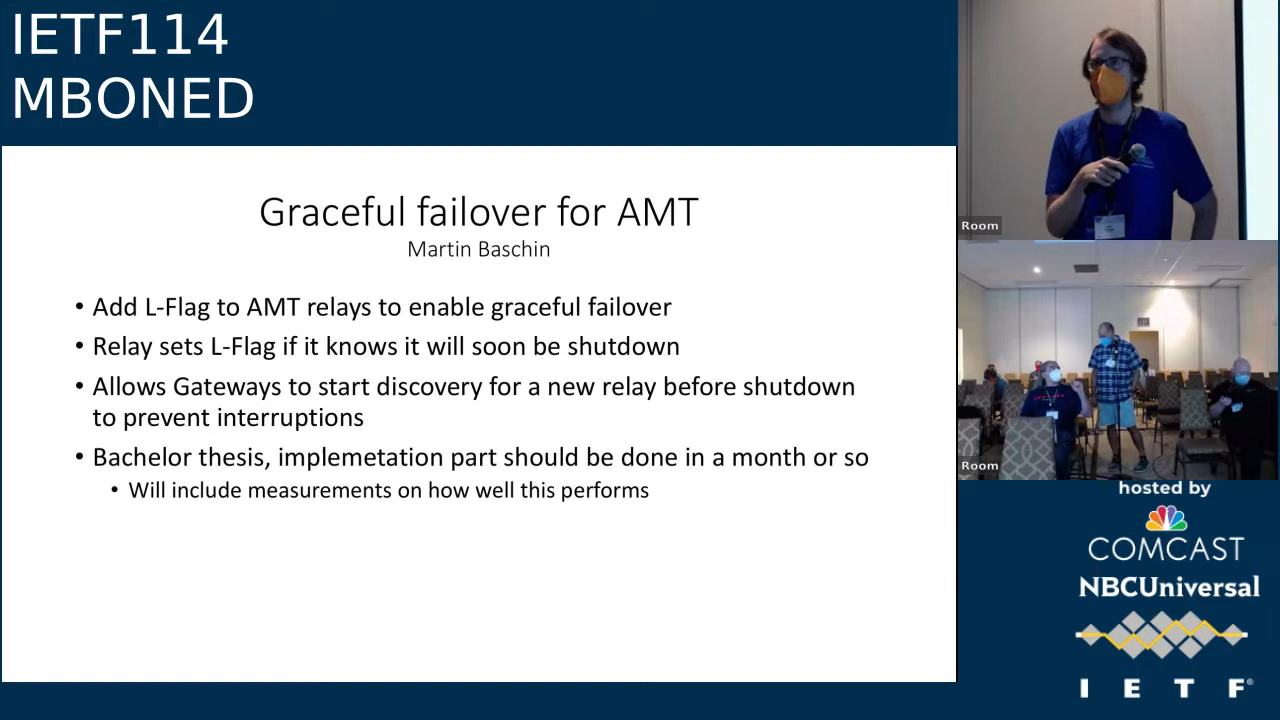 IETF114
MBONED
Graceful failover for AMT
Martin Baschin
• Add L-Flag to AMT relays to enable graceful failover
• Relay sets L-Flag if it knows it will soon be shutdown
• Allows Gateways to start discovery for a new relay before shutdown
to prevent interruptions
• Bachelor thesis, implemetation part should be done in a month or so
• Will include measurements on how well this performs
Room
Room
hosted by
COMCAST
NBCUniversal
I E T F®